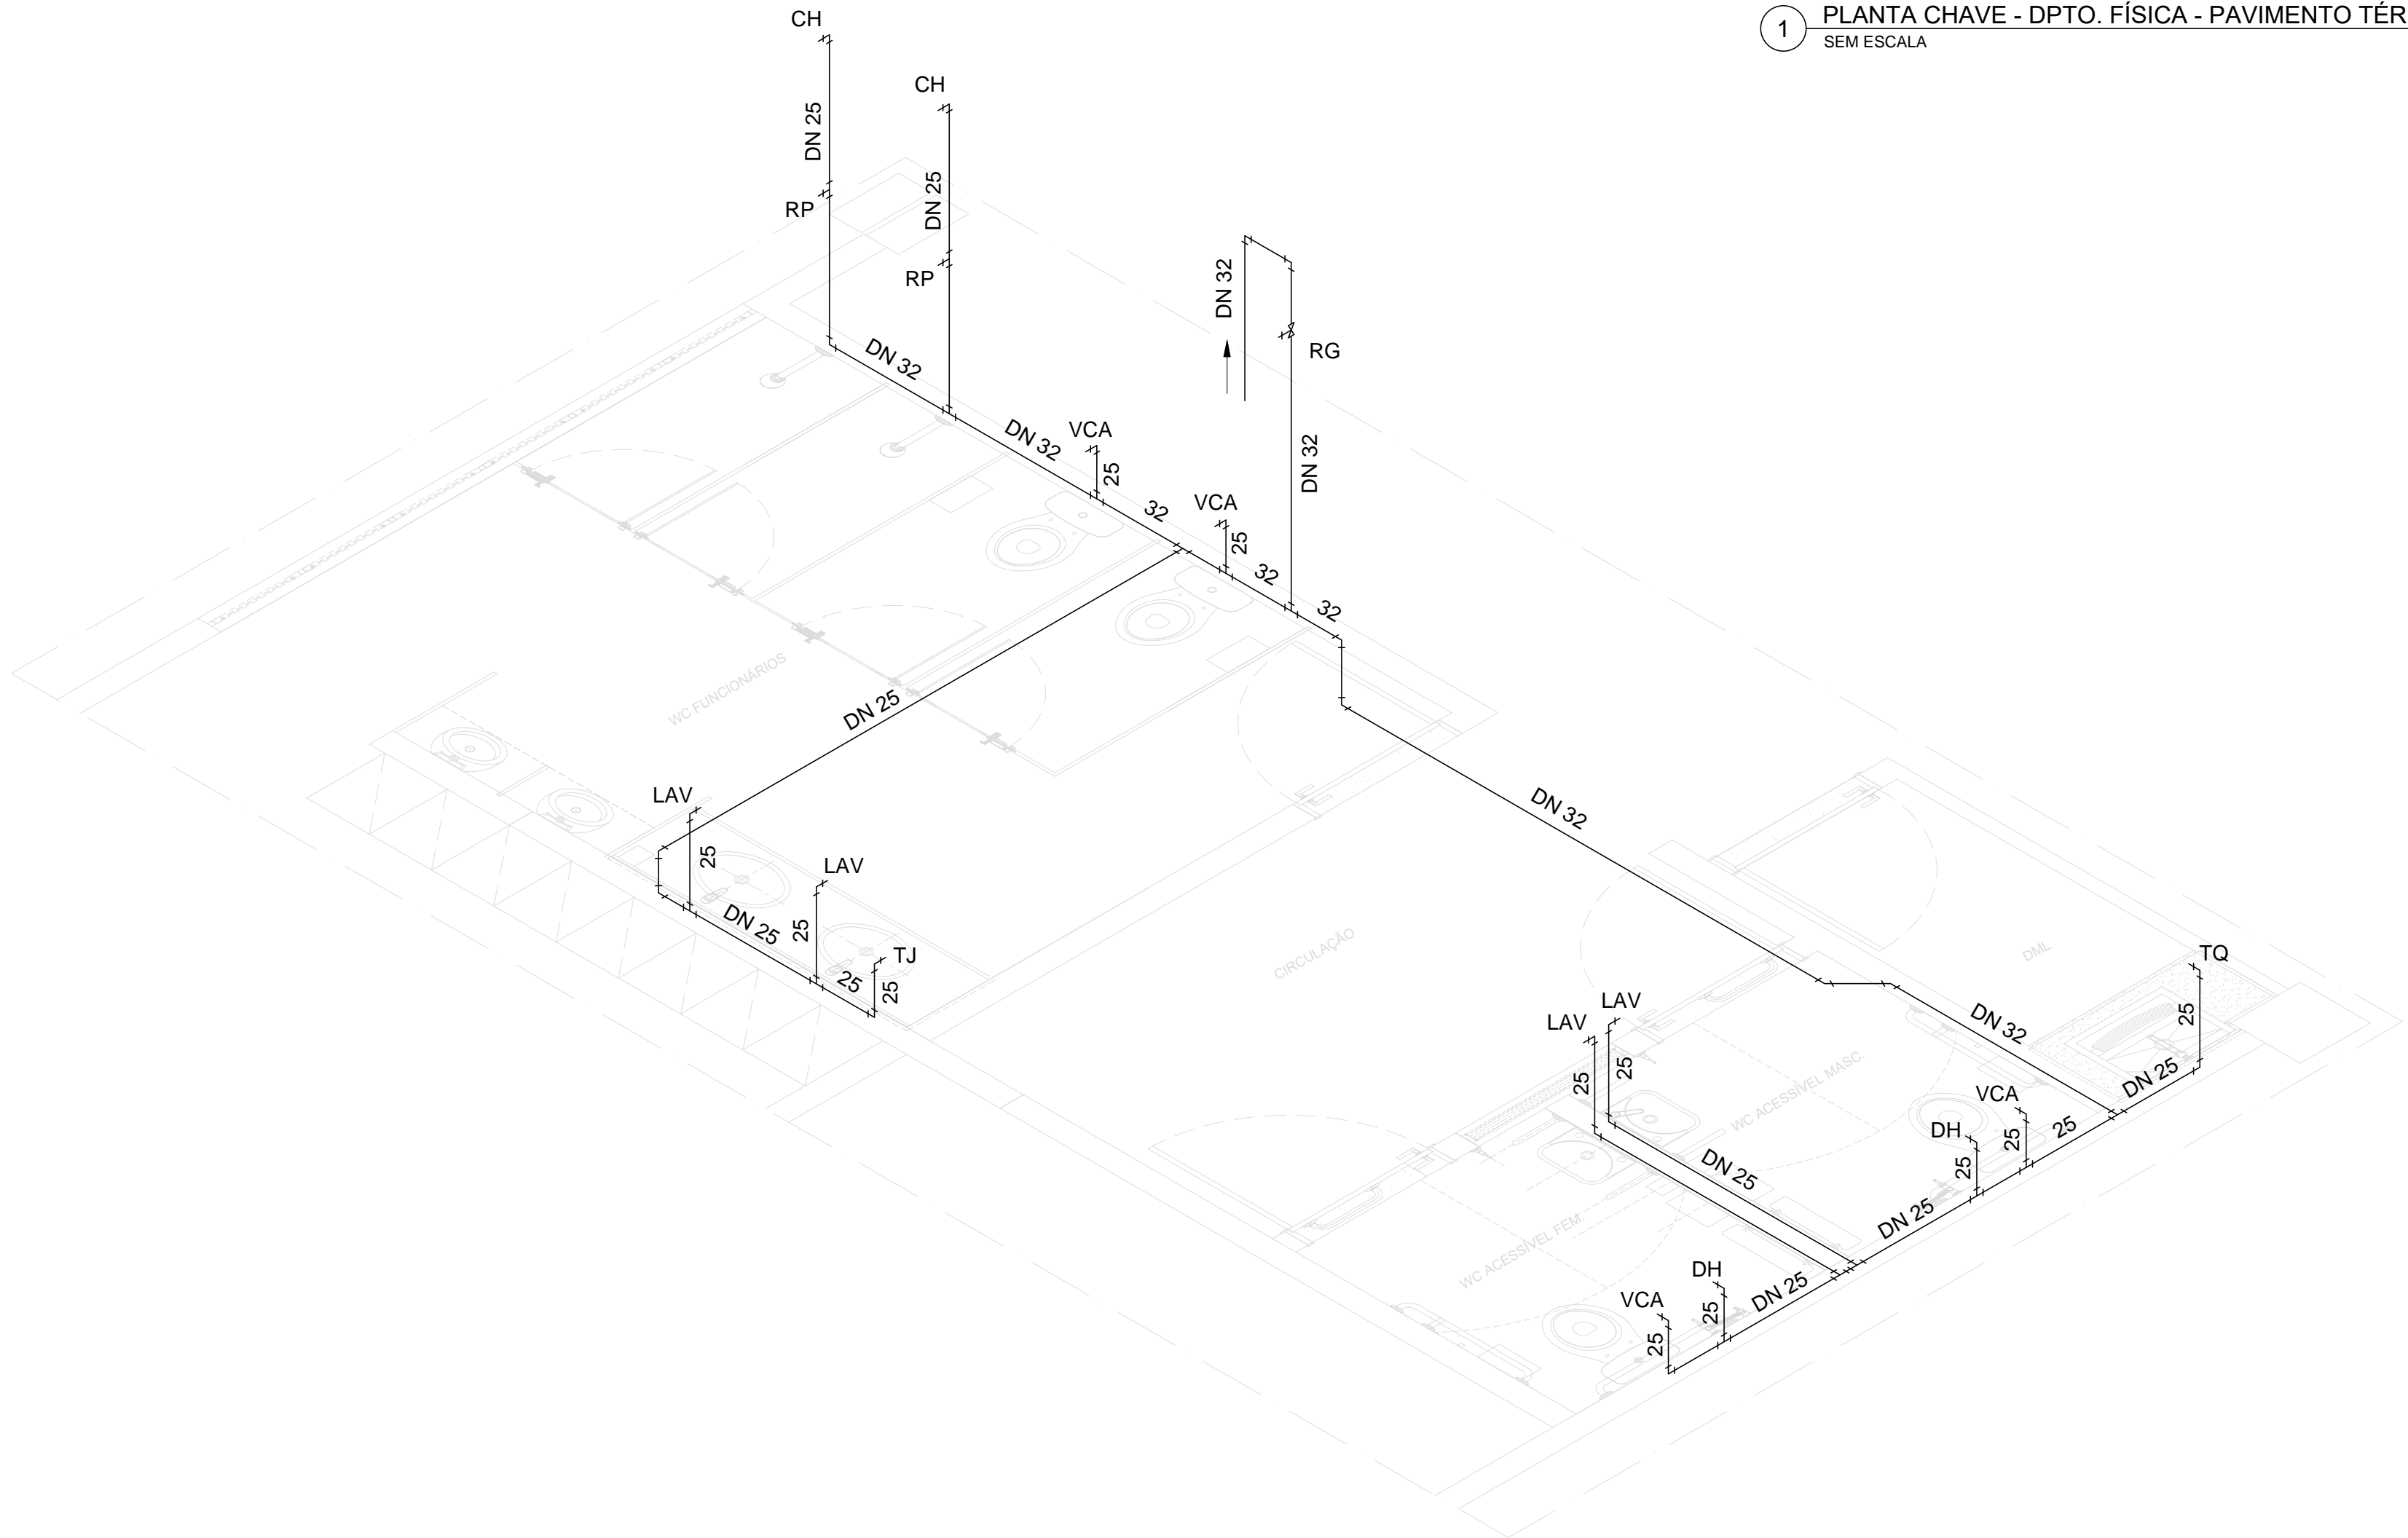 CH
1 PLANTA CHAVE - DPTO. FÍSICA - PAVIMENTO TÉR
SEM ESCALA
CH
DN 25
DN 25
RP
RP
DN 32
RG
DN 32
DN 32
VCA
DN 32
25
DN 32
VCA
32
25
32
32
WC FUNCIONÁRIOS
DN 25
LAV
DN 32
25
LAV
DN 25
25
TJ
25
25
CIRCULAÇÃO
DML
TQ
25
LAV
LAV
DN 32
25
25
WC ACESSÍVEL MASC.
DN 25
VCA
25
25
DH
25
DN 25
DN 25
WC ACESSÍVEL FEM.
DH
DN 25
VCA
25
25